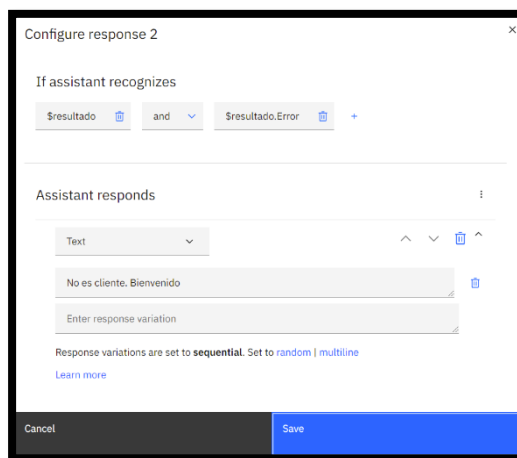 Configure response 2
If assistant recognizes
$resultado and $resultado.Error
Assistant responds
Text
No es cliente. Bienvenido
Enter response variation
Response variations are set to sequential. Set to random | multiline
Learn more
Cancel Save